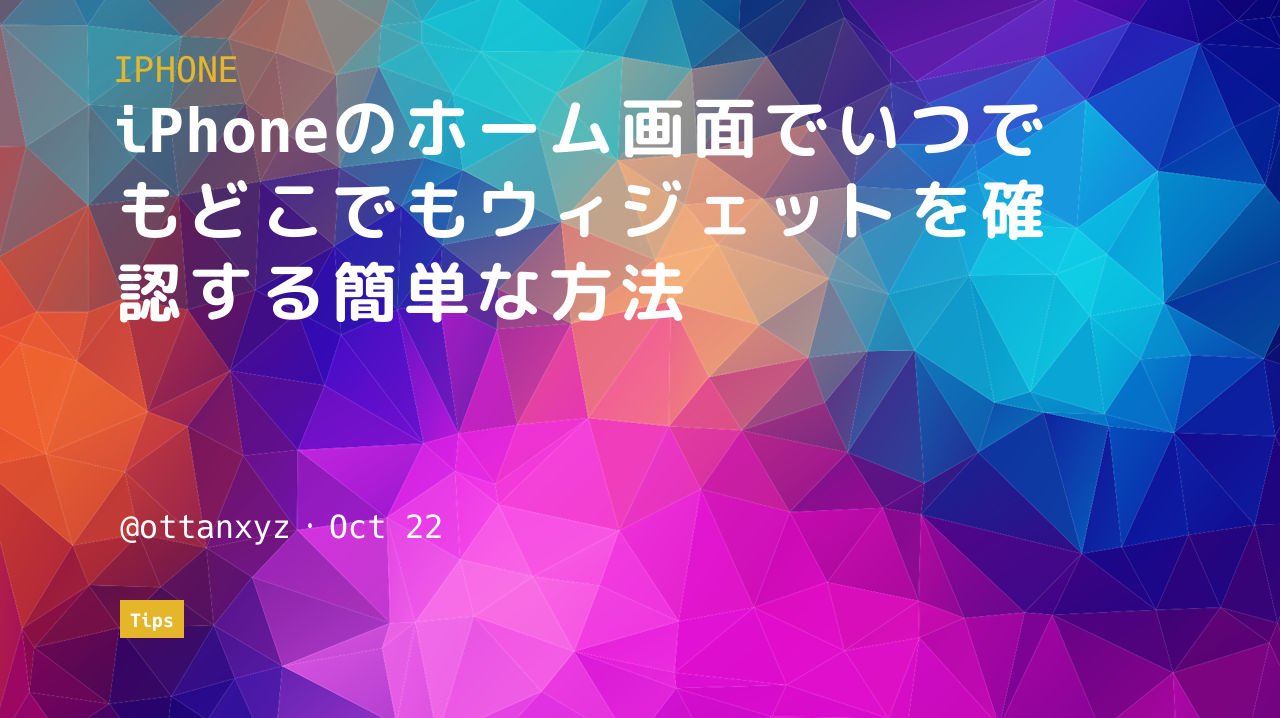 IPHONE
iPhoneのホーム画面でいつで
もどこでもウィジェットを確
認する簡単な方法
@ottanxyz · Oct 22
Tips